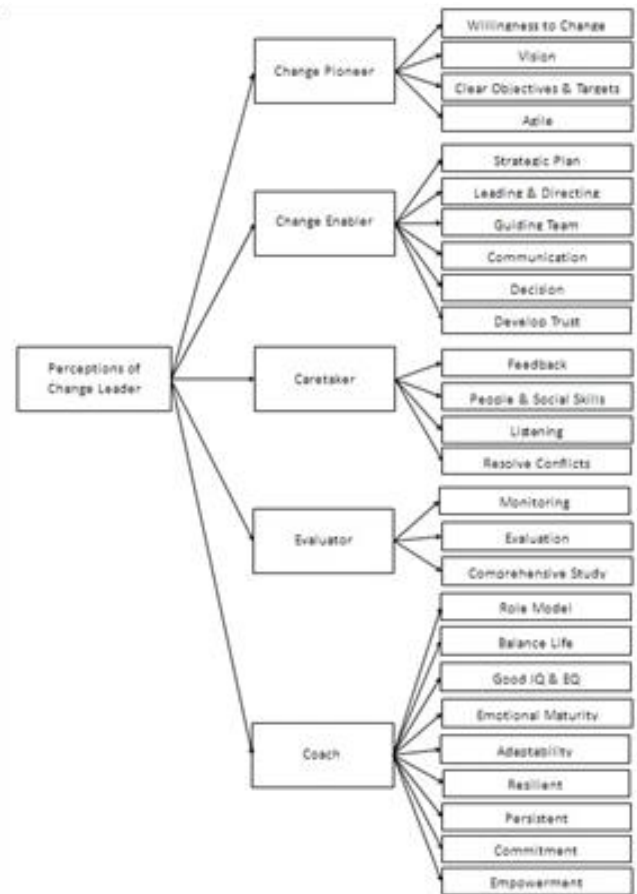 Perceptions of
Change Leader
Change Pioneer
Willingness to Change
Vision
Clear Objectives & Targets
Agile
Change Enabler
Strategic Plan
Leading & Directing
Guiding Team
Communication
Decision
Develop Trust
Caretaker
Feedback
People & Social Skills
Listening
Resolve Conflicts
Evaluator
Monitoring
Evaluation
Comprehensive Study
Coach
Role Model
Balance Life
Good IQ & EQ
Emotional Maturity
Adaptability
Resilient
Persistent
Commitment
Empowerment